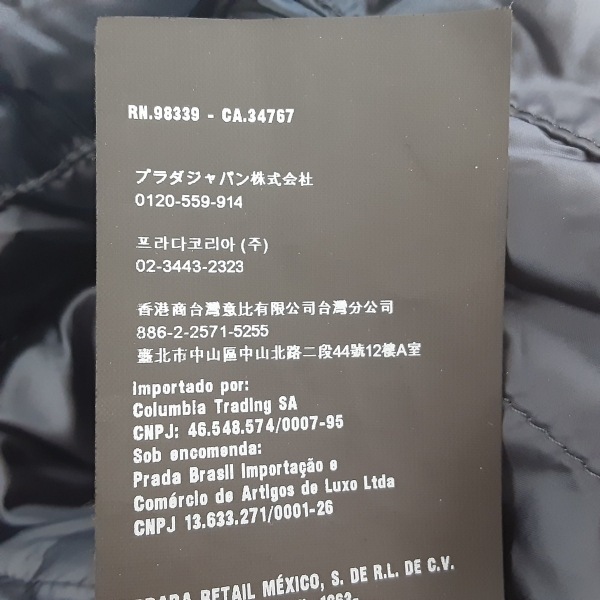 RN.98339 - CA.34767
プラダジャパン株式会社
0120-559-914
프라다코리아 (주)
02-3443-2323
香港商台灣意比有限公司台灣分公司
886-2-2571-5255
臺北市中山區中山北路二段44號12樓A室
Importado por:
Columbia Trading SA
CNPJ: 46.548.574/0007-95
Sob encomenda:
Prada Brasil Importação e
Comércio de Artigos de Luxo Ltda
CNPJ 13.633.271/0001-26
PRADA RETAIL MÉXICO, S. DE R.L. DE C.V.